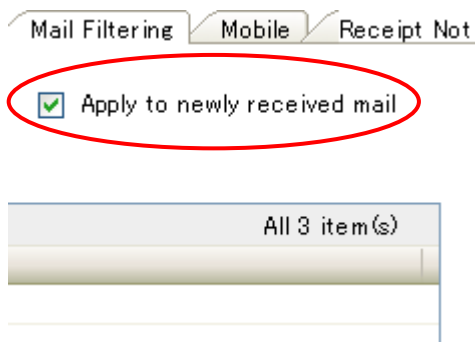 Mail Filtering Mobile Receipt Not
Apply to newly received mail
All 3 item(s)